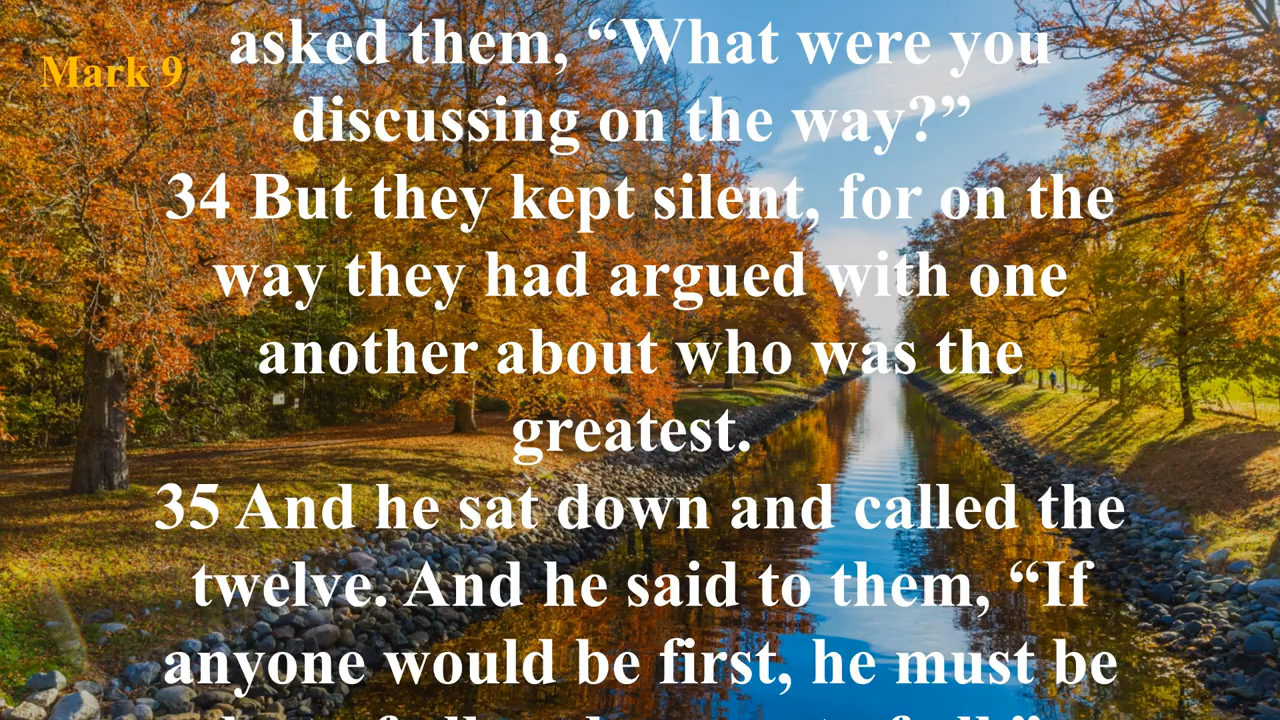 Mark 9
asked them, “What were you
discussing on the way?”
34 But they kept silent, for on the
way they had argued with one
another about who was the
greatest.
35 And he sat down and called the
twelve. And he said to them, “If
anyone would be first, he must be